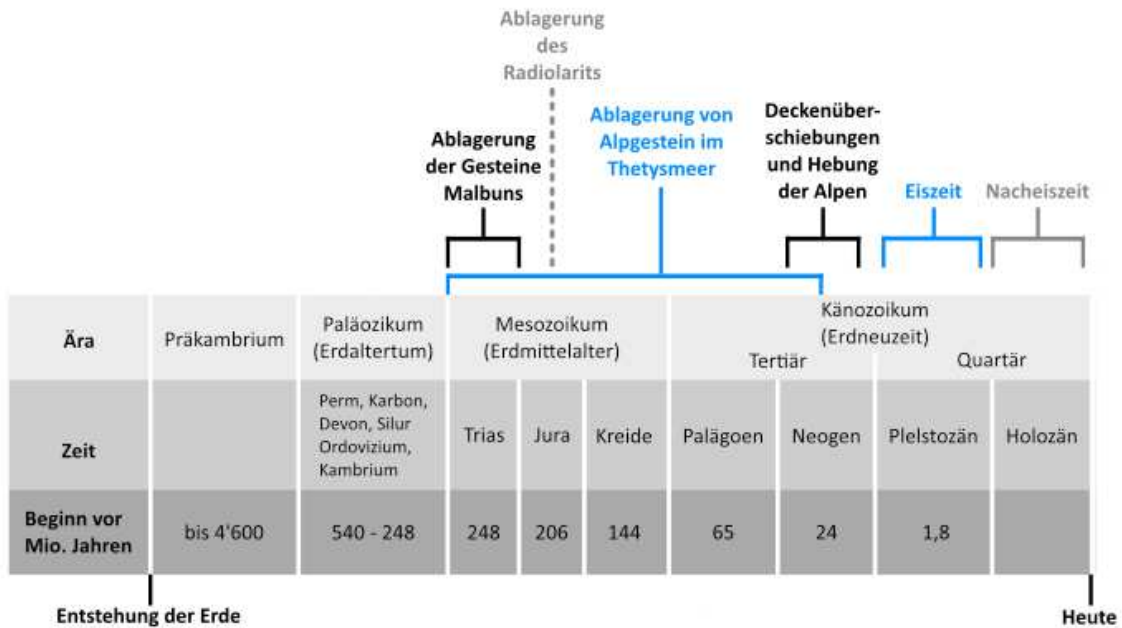 Ablagerung
des
Radiolarits
Ablagerung
der Gesteine
Malbuns
Ablagerung von
Alpgestein im
Thetysmeer
Deckenüber-
schiebungen
und Hebung
der Alpen
Eiszeit
Nacheiszeit
Ära
Präkambrium
Paläozikum
(Erdaltertum)
Mesozoikum
(Erdmittelalter)
Känozoikum
(Erdneuzeit)
Tertiär
Quartär
Zeit
Perm, Karbon,
Devon, Silur
Ordovizium,
Kambrium
Trias
Jura
Kreide
Palägoen
Neogen
Plelstozän
Holozän
Beginn vor
Mio. Jahren
bis 4'600
540 - 248
248
206
144
65
24
1,8
Entstehung der Erde
Heute